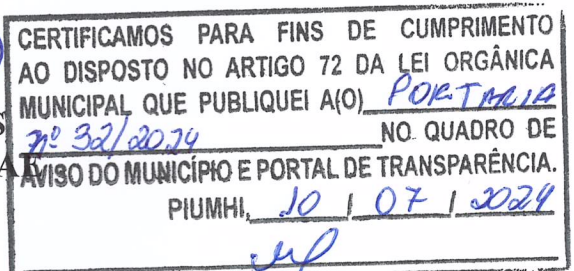 CERTIFICAMOS PARA FINS DE CUMPRIMENTO
AO DISPOSTO NO ARTIGO 72 DA LEI ORGÂNICA
MUNICIPAL QUE PUBLIQUEI A(O) PORTARIA
nº 32/2024 NO QUADRO DE
AVISO DO MUNICÍPIO E PORTAL DE TRANSPARÊNCIA.
PIUMHI, 10 / 07 / 2024